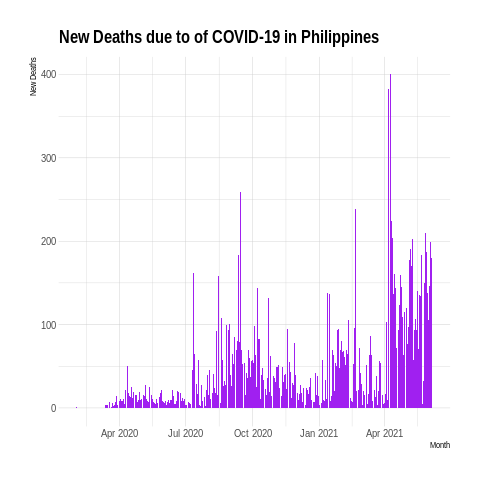 New Deaths due to of COVID-19 in Philippines
New Deaths
400
300
200
100
0
Apr 2020 Jul 2020 Oct 2020 Jan 2021 Apr 2021
Month